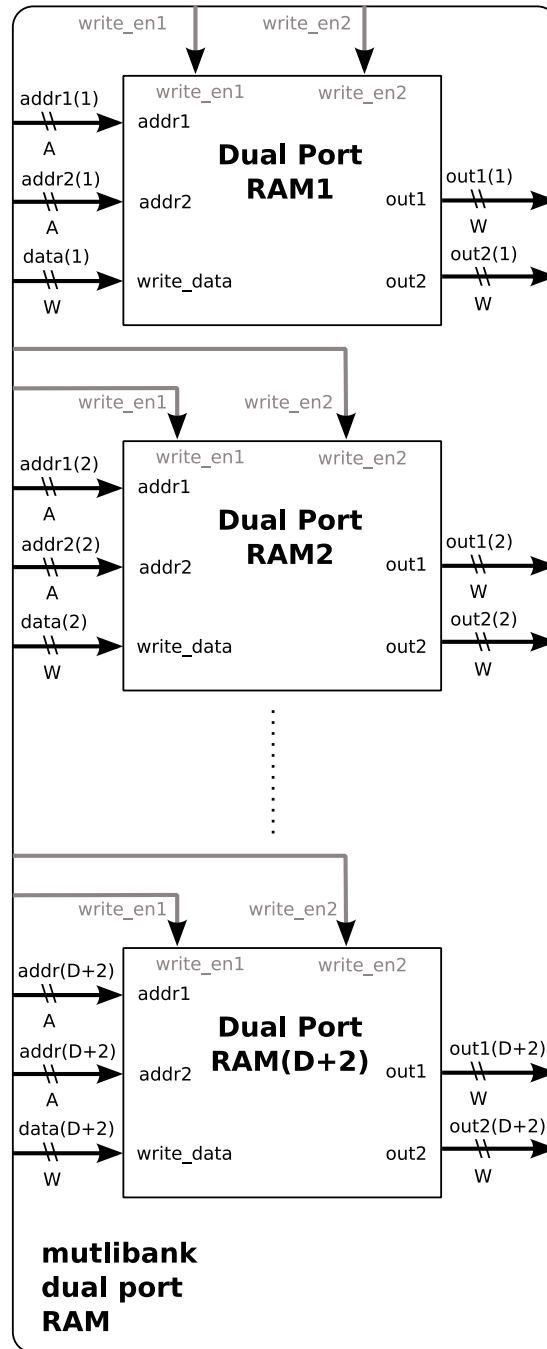 write_en1
write_en2
write_en1
write_en2
addr1(1)
A
addr1
Dual Port
RAM1
addr2(1)
A
addr2
out1
out1(1)
W
data(1)
W
write_data
out2
out2(1)
W
write_en1
write_en2
write_en1
write_en2
addr1(2)
A
addr1
Dual Port
RAM2
addr2(2)
A
addr2
out1
out1(2)
W
data(2)
W
write_data
out2
out2(2)
W
write_en1
write_en2
write_en1
write_en2
addr(D+2)
A
addr1
Dual Port
RAM(D+2)
addr(D+2)
A
addr2
out1
out1(D+2)
W
data(D+2)
W
write_data
out2
out2(D+2)
W
mutlibank
dual port
RAM